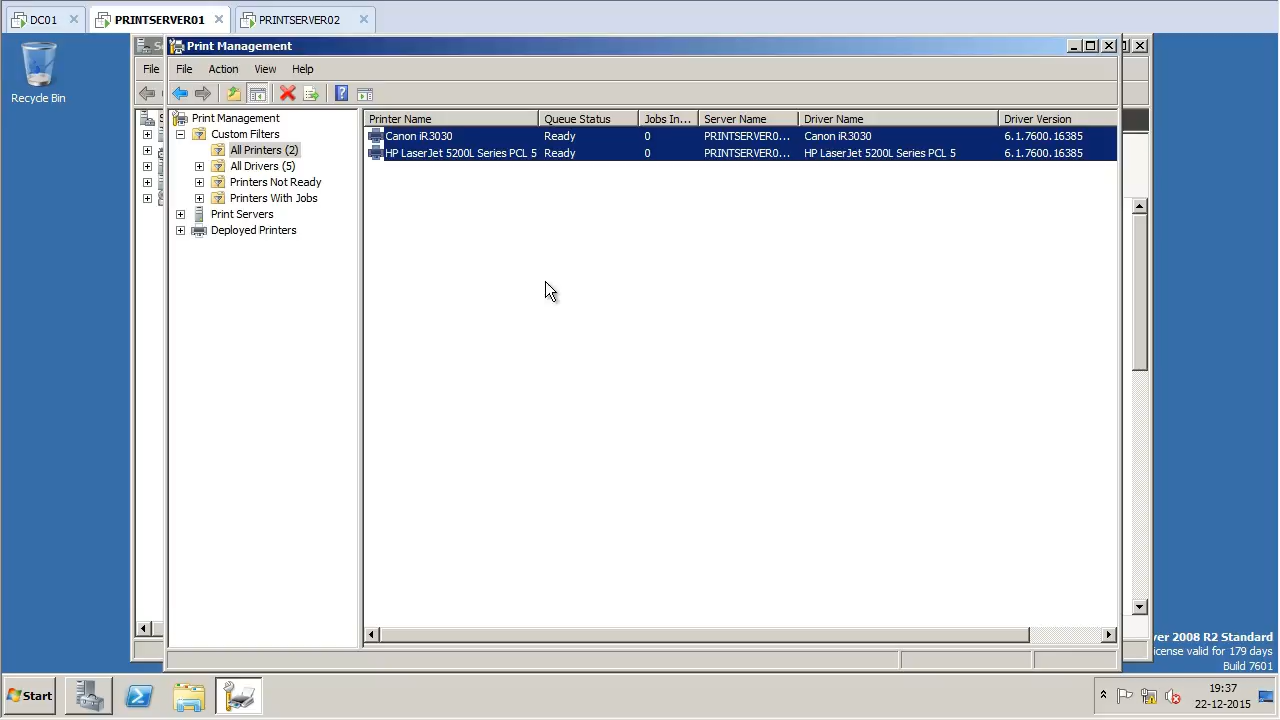 DC01
PRINTSERVER01
PRINTSERVER02
Recycle Bin
Print Management
File
File Action View Help
Print Management
Custom Filters
All Printers (2)
All Drivers (5)
Printers Not Ready
Printers With Jobs
Print Servers
Deployed Printers
Printer Name Queue Status Jobs In... Server Name Driver Name Driver Version
Canon iR3030 Ready 0 PRINTSERVER0... Canon iR3030 6.1.7600.16385
HP LaserJet 5200L Series PCL 5 Ready 0 PRINTSERVER0... HP LaserJet 5200L Series PCL 5 6.1.7600.16385
ver 2008 R2 Standard
icense valid for 179 days
Build 7601
Start
19:37
22-12-2015